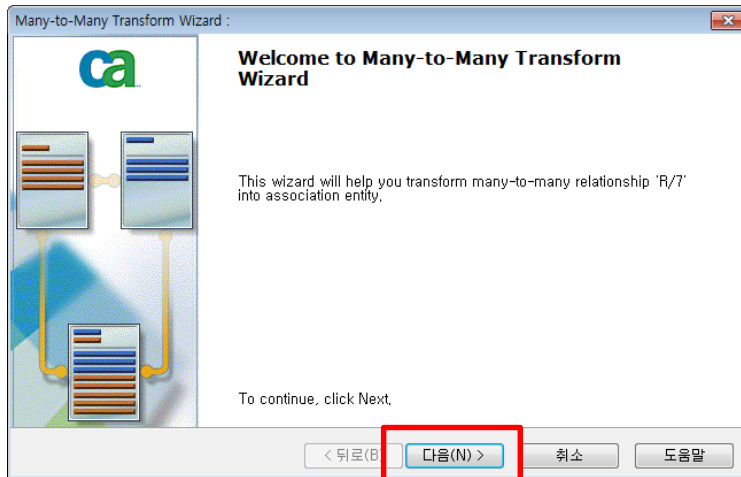 Many-to-Many Transform Wizard :
ca
Welcome to Many-to-Many Transform
Wizard
This wizard will help you transform many-to-many relationship 'R/7'
into association entity,
To continue, click Next,
< 뒤로(B) 다음(N) > 취소 도움말